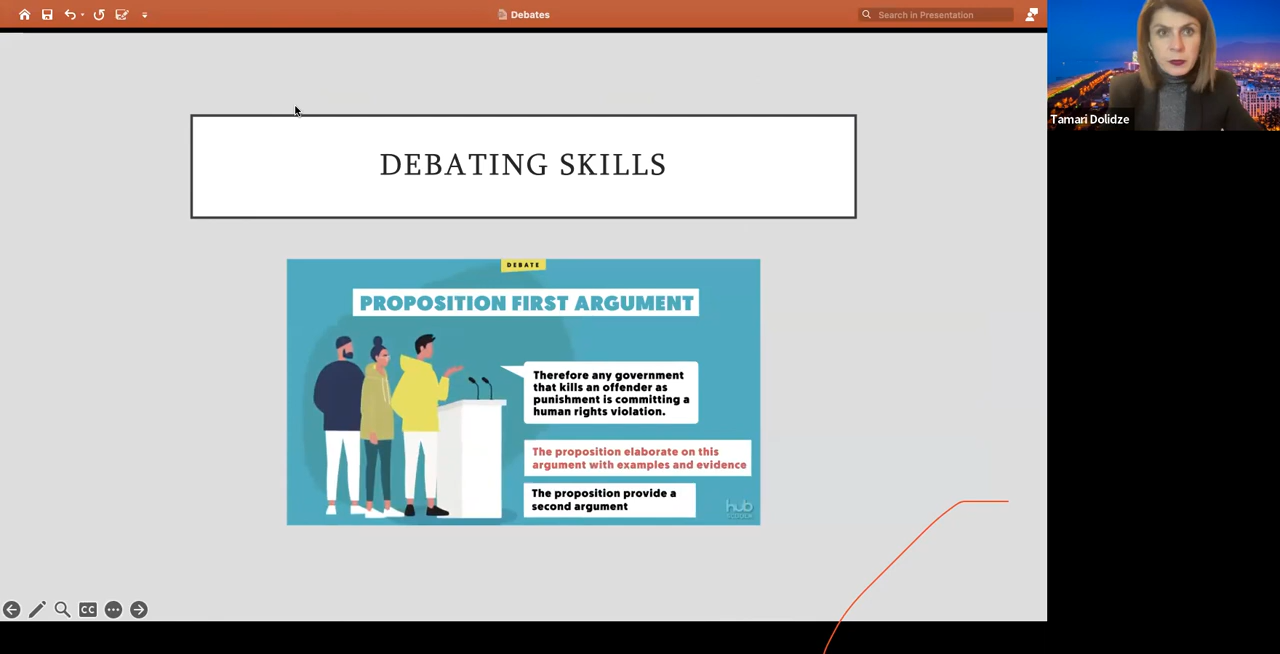 Debates
Search in Presentation
Tamari Dolidze
DEBATING SKILLS
DEBATE
PROPOSITION FIRST ARGUMENT
Therefore any government
that kills an offender as
punishment is committing a
human rights violation.
The proposition elaborate on this
argument with examples and evidence
The proposition provide a
second argument
hub
CC